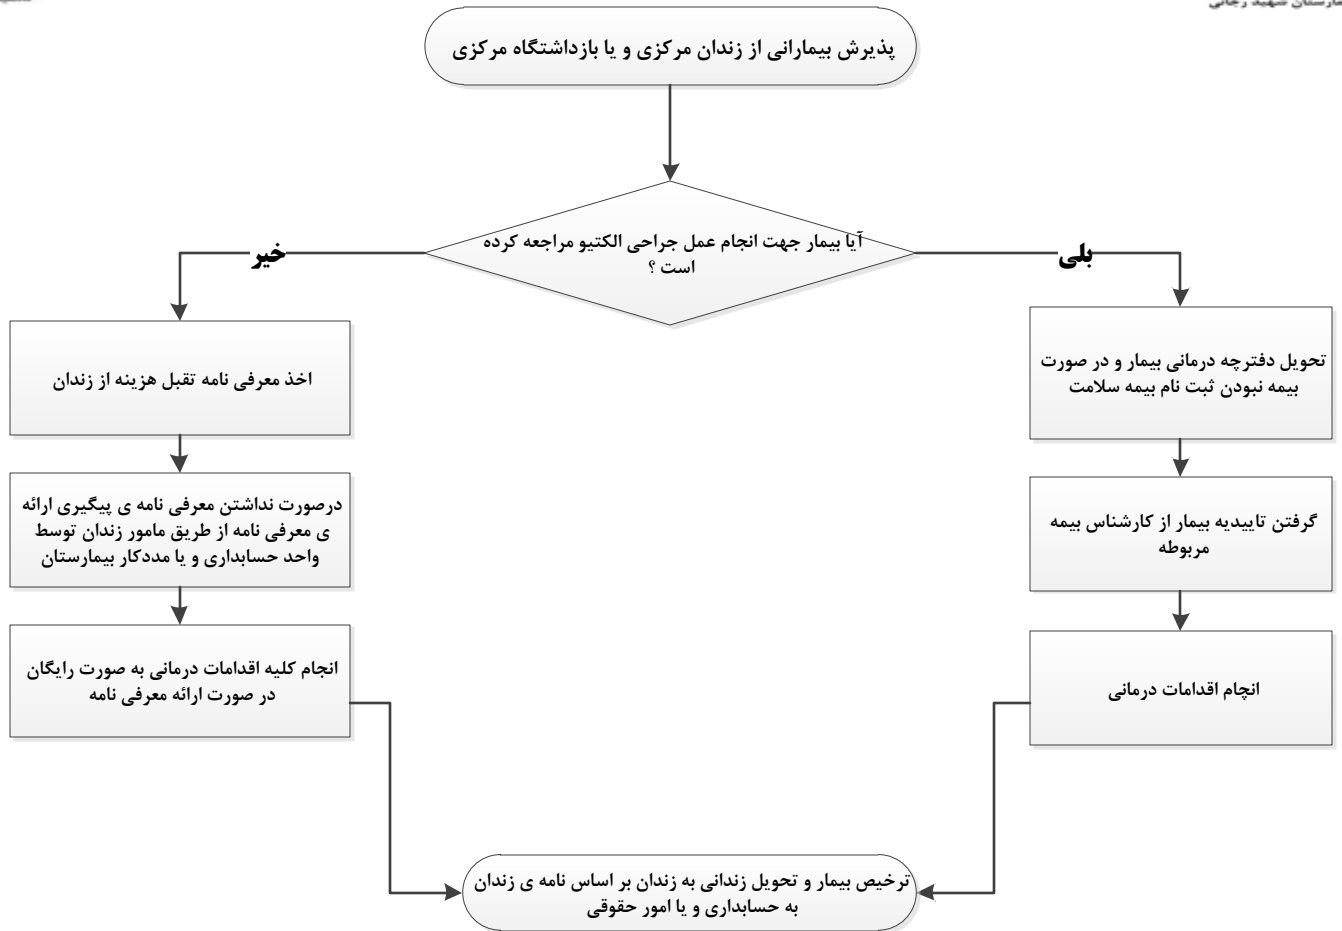 پذیرش بیمارانی از زندان مرکزی و یا بازداشتگاه مرکزی
آیا بیمار جهت انجام عمل جراحی الکتیو مراجعه کرده
است ؟
بلی
خیر
تحویل دفترچه درمانی بیمار و در صورت
بیمه نبودن ثبت نام بیمه سلامت
گرفتن تاییدیه بیمار از کارشناس بیمه
مربوطه
انچام اقدامات درمانی
اخذ معرفی نامه تقبل هزینه از زندان
درصورت نداشتن معرفی نامه ی پیگیری ارائه
ی معرفی نامه از طریق مامور زندان توسط
واحد حسابداری و یا مددکار بیمارستان
انجام کلیه اقدامات درمانی به صورت رایگان
در صورت ارائه معرفی نامه
ترخیص بیمار و تحویل زندانی به زندان بر اساس نامه ی زندان
به حسابداری و یا امور حقوقی